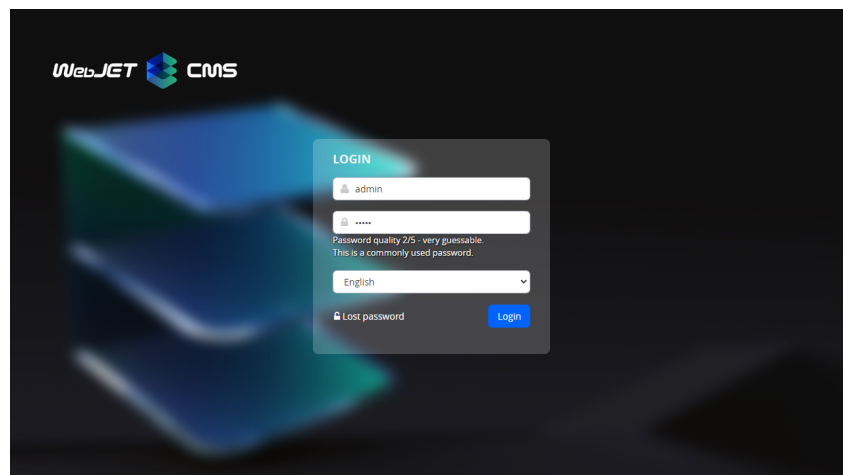 WebJET CMS
LOGIN
admin
•••••
Password quality 2/5 - very guessable.
This is a commonly used password.
English
Lost password
Login